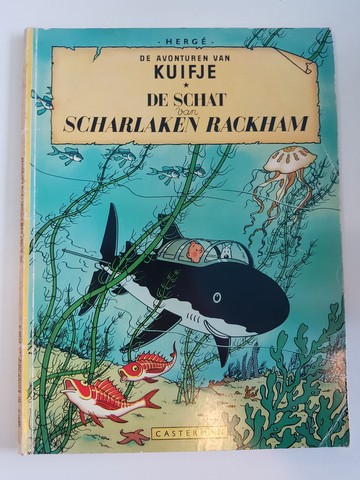 - HERGÉ -
DE AVONTUREN VAN
KUIFJE
*
DE SCHAT
van
SCHARLAKEN RACKHAM
CASTERMAN